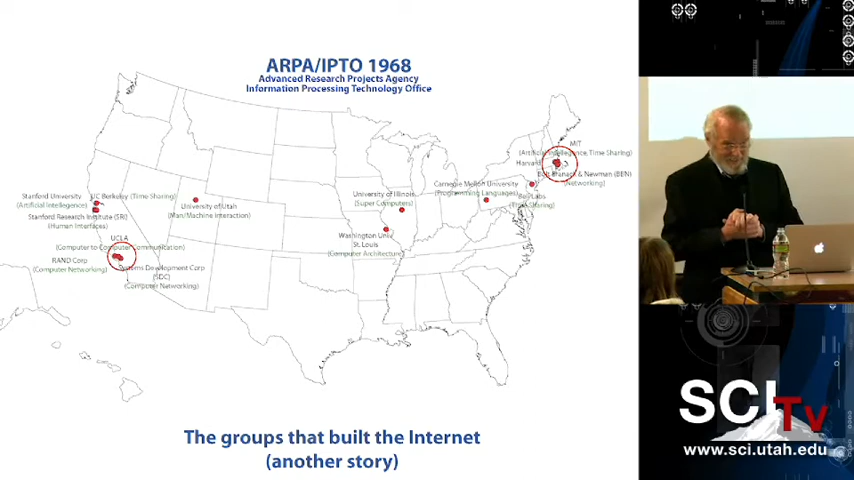 ARPA/IPTO 1968
Advanced Research Projects Agency
Information Processing Technology Office
MIT
(Artificial Intelligence, Time Sharing)
Harvard
Bolt Beranek & Newman (BBN)
(Networking)
Carnegie Mellon University
(Programming Languages)
Bell Labs
(Time Sharing)
University of Illinois
(Super Computers)
Washington Univ.
St. Louis
(Computer Architecture)
University of Utah
(Man/Machine Interaction)
Stanford University
(Artificial Intelligence)
UC Berkeley (Time Sharing)
Stanford Research Institute (SRI)
(Human Interfaces)
UCLA
(Computer to Computer Communication)
RAND Corp
(Computer Networking)
Systems Development Corp
(SDC)
(Computer Networking)
The groups that built the Internet
(another story)
SCI
Tv
www.sci.utah.edu